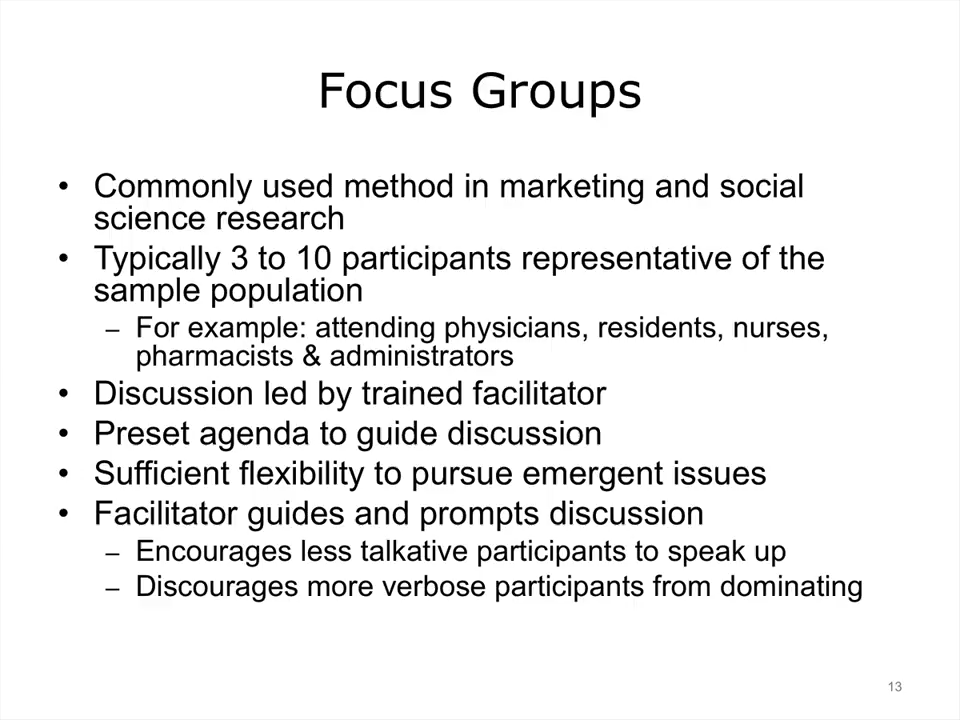 Focus Groups
• Commonly used method in marketing and social
science research
• Typically 3 to 10 participants representative of the
sample population
– For example: attending physicians, residents, nurses,
pharmacists & administrators
• Discussion led by trained facilitator
• Preset agenda to guide discussion
• Sufficient flexibility to pursue emergent issues
• Facilitator guides and prompts discussion
– Encourages less talkative participants to speak up
– Discourages more verbose participants from dominating
13